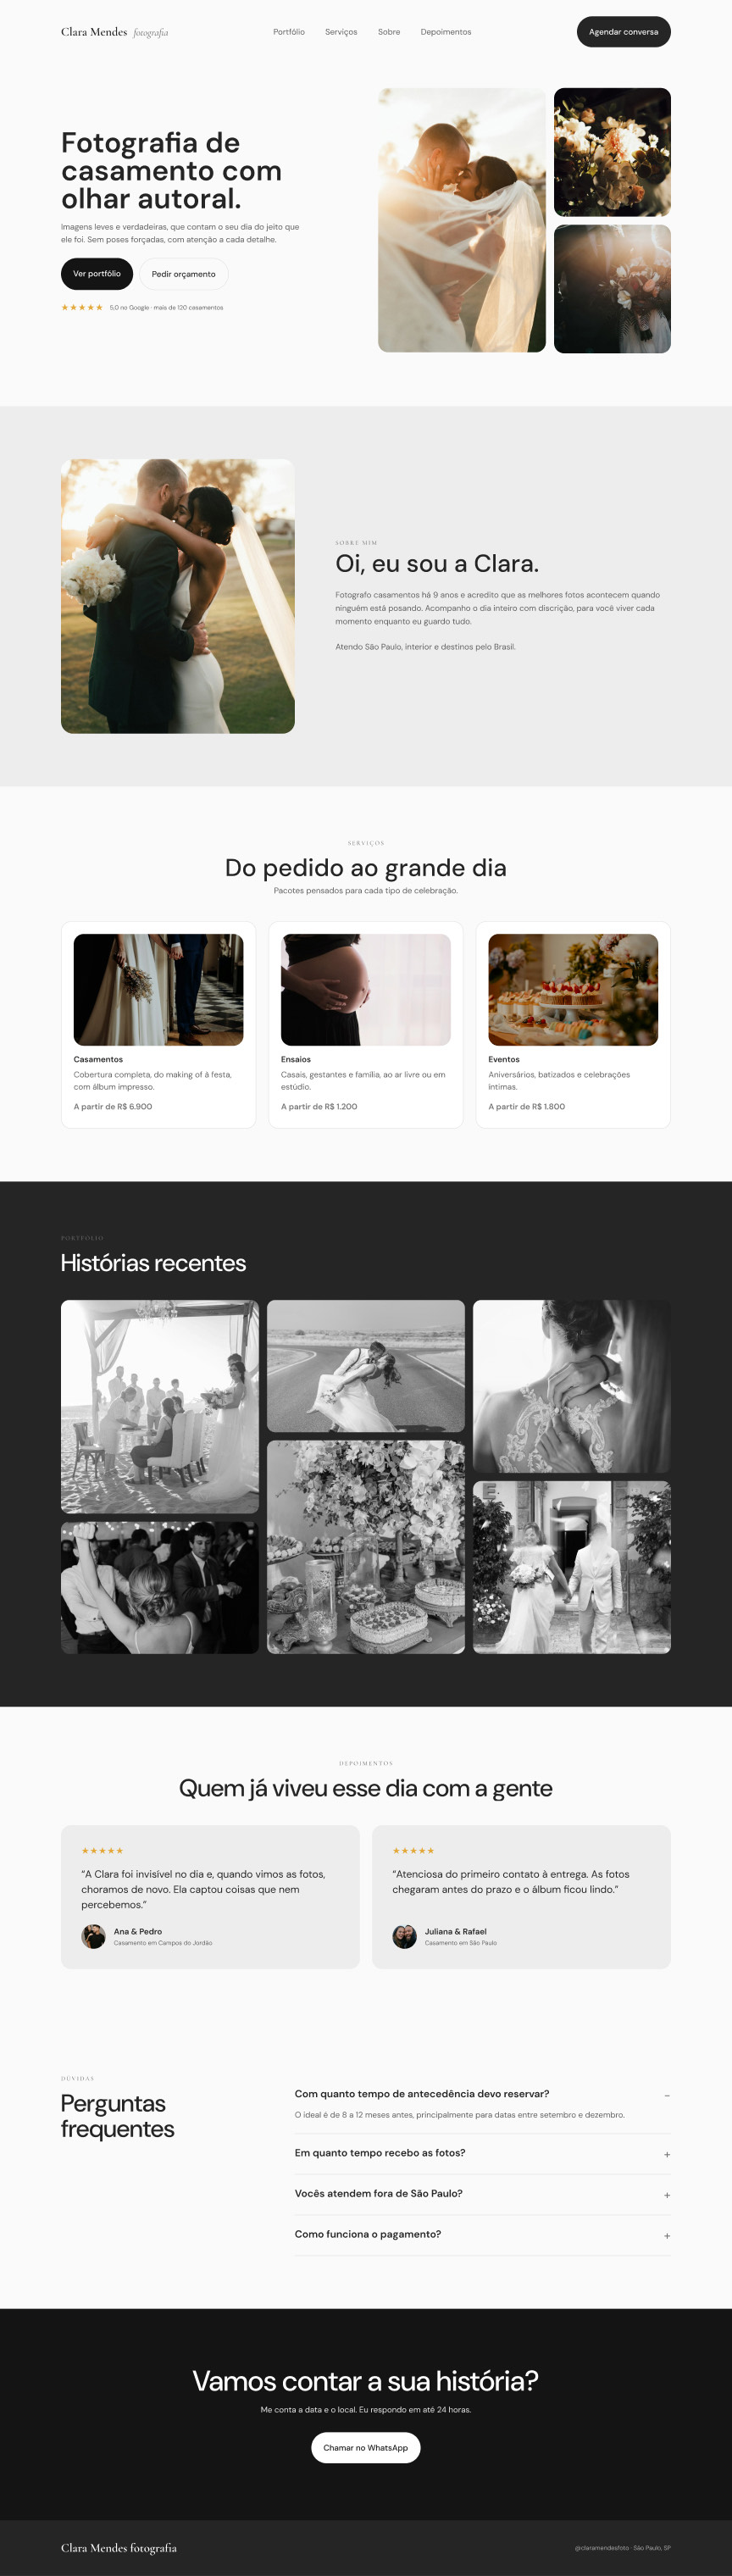 Clara Mendes fotografia
Portfólio Serviços Sobre Depoimentos
Agendar conversa
Fotografia de
casamento com
olhar autoral.
Imagens leves e verdadeiras, que contam o seu dia do jeito que
ele foi. Sem poses forçadas, com atenção a cada detalhe.
Ver portfólio
Pedir orçamento
★★★★★ 5,0 no Google · mais de 120 casamentos
SOBRE MIM
Oi, eu sou a Clara.
Fotografo casamentos há 9 anos e acredito que as melhores fotos acontecem quando
ninguém está posando. Acompanho o dia inteiro com discrição, para você viver cada
momento enquanto eu guardo tudo.
Atendo São Paulo, interior e destinos pelo Brasil.
SERVIÇOS
Do pedido ao grande dia
Pacotes pensados para cada tipo de celebração.
Casamentos
Cobertura completa, do making of à festa,
com álbum impresso.
A partir de R$ 6.900
Ensaios
Casais, gestantes e família, ao ar livre ou em
estúdio.
A partir de R$ 1.200
Eventos
Aniversários, batizados e celebrações
íntimas.
A partir de R$ 1.800
PORTFÓLIO
Histórias recentes
DEPOIMENTOS
Quem já viveu esse dia com a gente
★★★★★
“A Clara foi invisível no dia e, quando vimos as fotos,
choramos de novo. Ela captou coisas que nem
percebemos.”
Ana & Pedro
Casamento em Campos do Jordão
★★★★★
“Atenciosa do primeiro contato à entrega. As fotos
chegaram antes do prazo e o álbum ficou lindo.”
Juliana & Rafael
Casamento em São Paulo
DÚVIDAS
Perguntas
frequentes
Com quanto tempo de antecedência devo reservar? −
O ideal é de 8 a 12 meses antes, principalmente para datas entre setembro e dezembro.
Em quanto tempo recebo as fotos? +
Vocês atendem fora de São Paulo? +
Como funciona o pagamento? +
Vamos contar a sua história?
Me conta a data e o local. Eu respondo em até 24 horas.
Chamar no WhatsApp
Clara Mendes fotografia
@claramendesfoto · São Paulo, SP